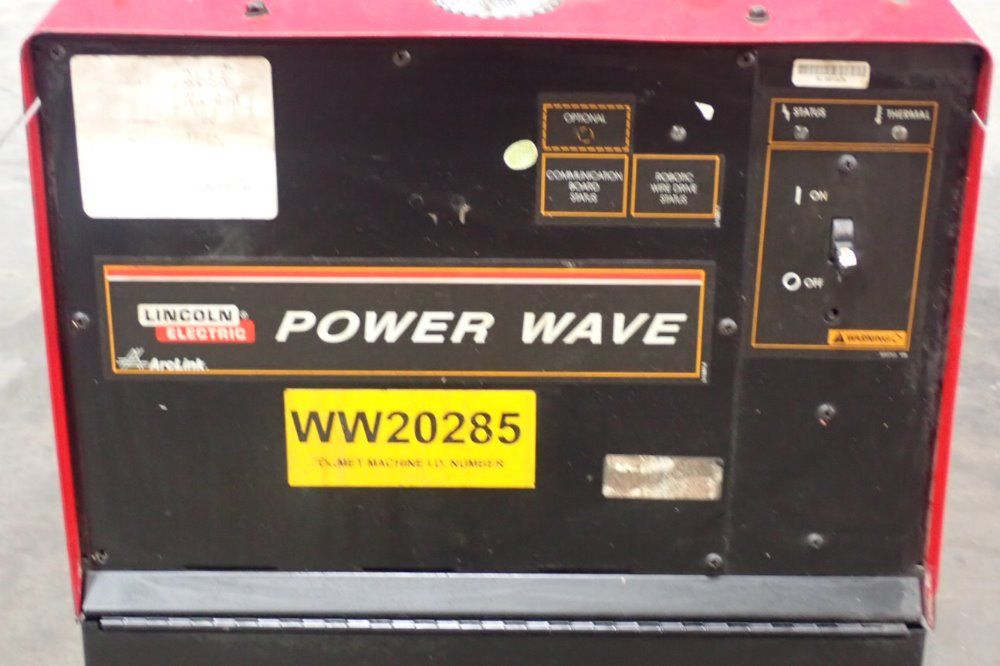 OPTIONAL
COMMUNICATION
BOARD
STATUS
ROBOTIC
WIRE DRIVE
STATUS
STATUS
THERMAL
ON
OFF
WARNING
LINCOLN ®
ELECTRIC
POWER WAVE
ArcLink
WW20285
MACHINE I.D. NUMBER